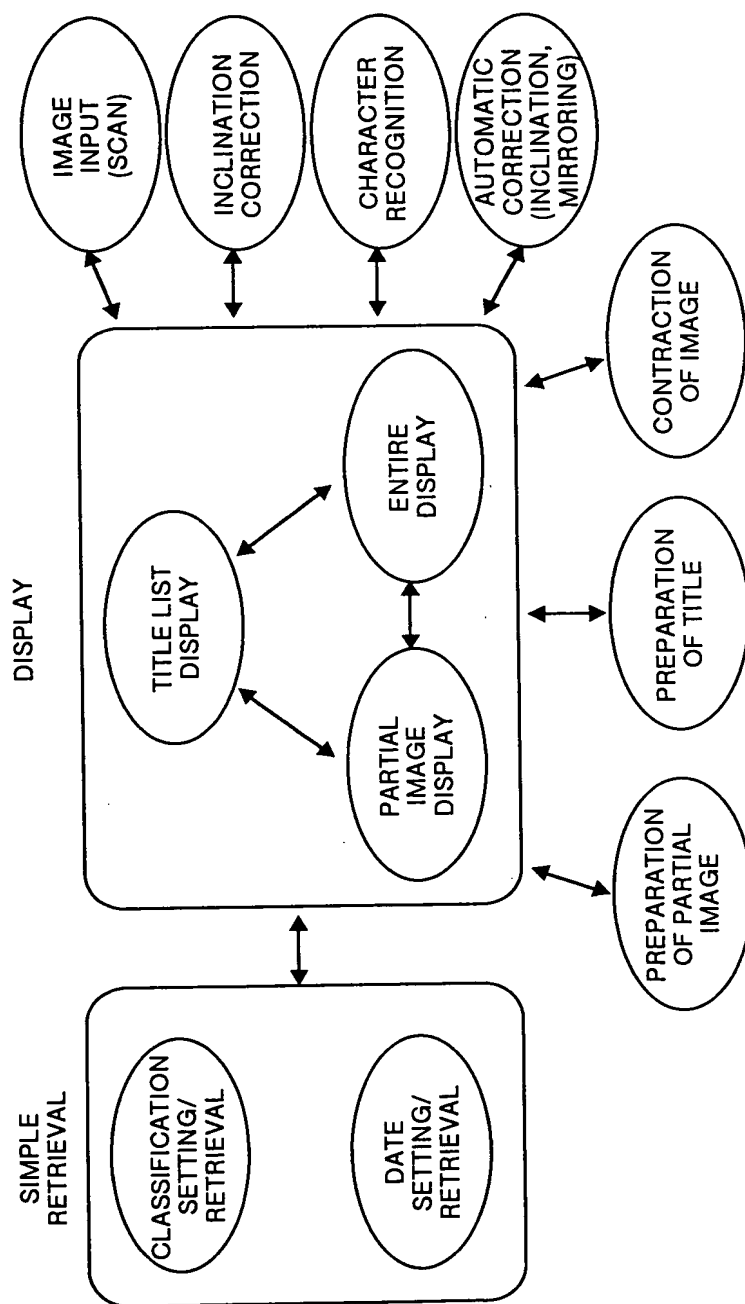 SIMPLE
RETRIEVAL
CLASSIFICATION
SETTING/
RETRIEVAL
DATE
SETTING/
RETRIEVAL
DISPLAY
TITLE LIST
DISPLAY
PARTIAL
IMAGE
DISPLAY
ENTIRE
DISPLAY
IMAGE
INPUT
(SCAN)
INCLINATION
CORRECTION
CHARACTER
RECOGNITION
AUTOMATIC
CORRECTION
(INCLINATION,
MIRRORING)
PREPARATION
OF PARTIAL
IMAGE
PREPARATION
OF TITLE
CONTRACTION
OF IMAGE